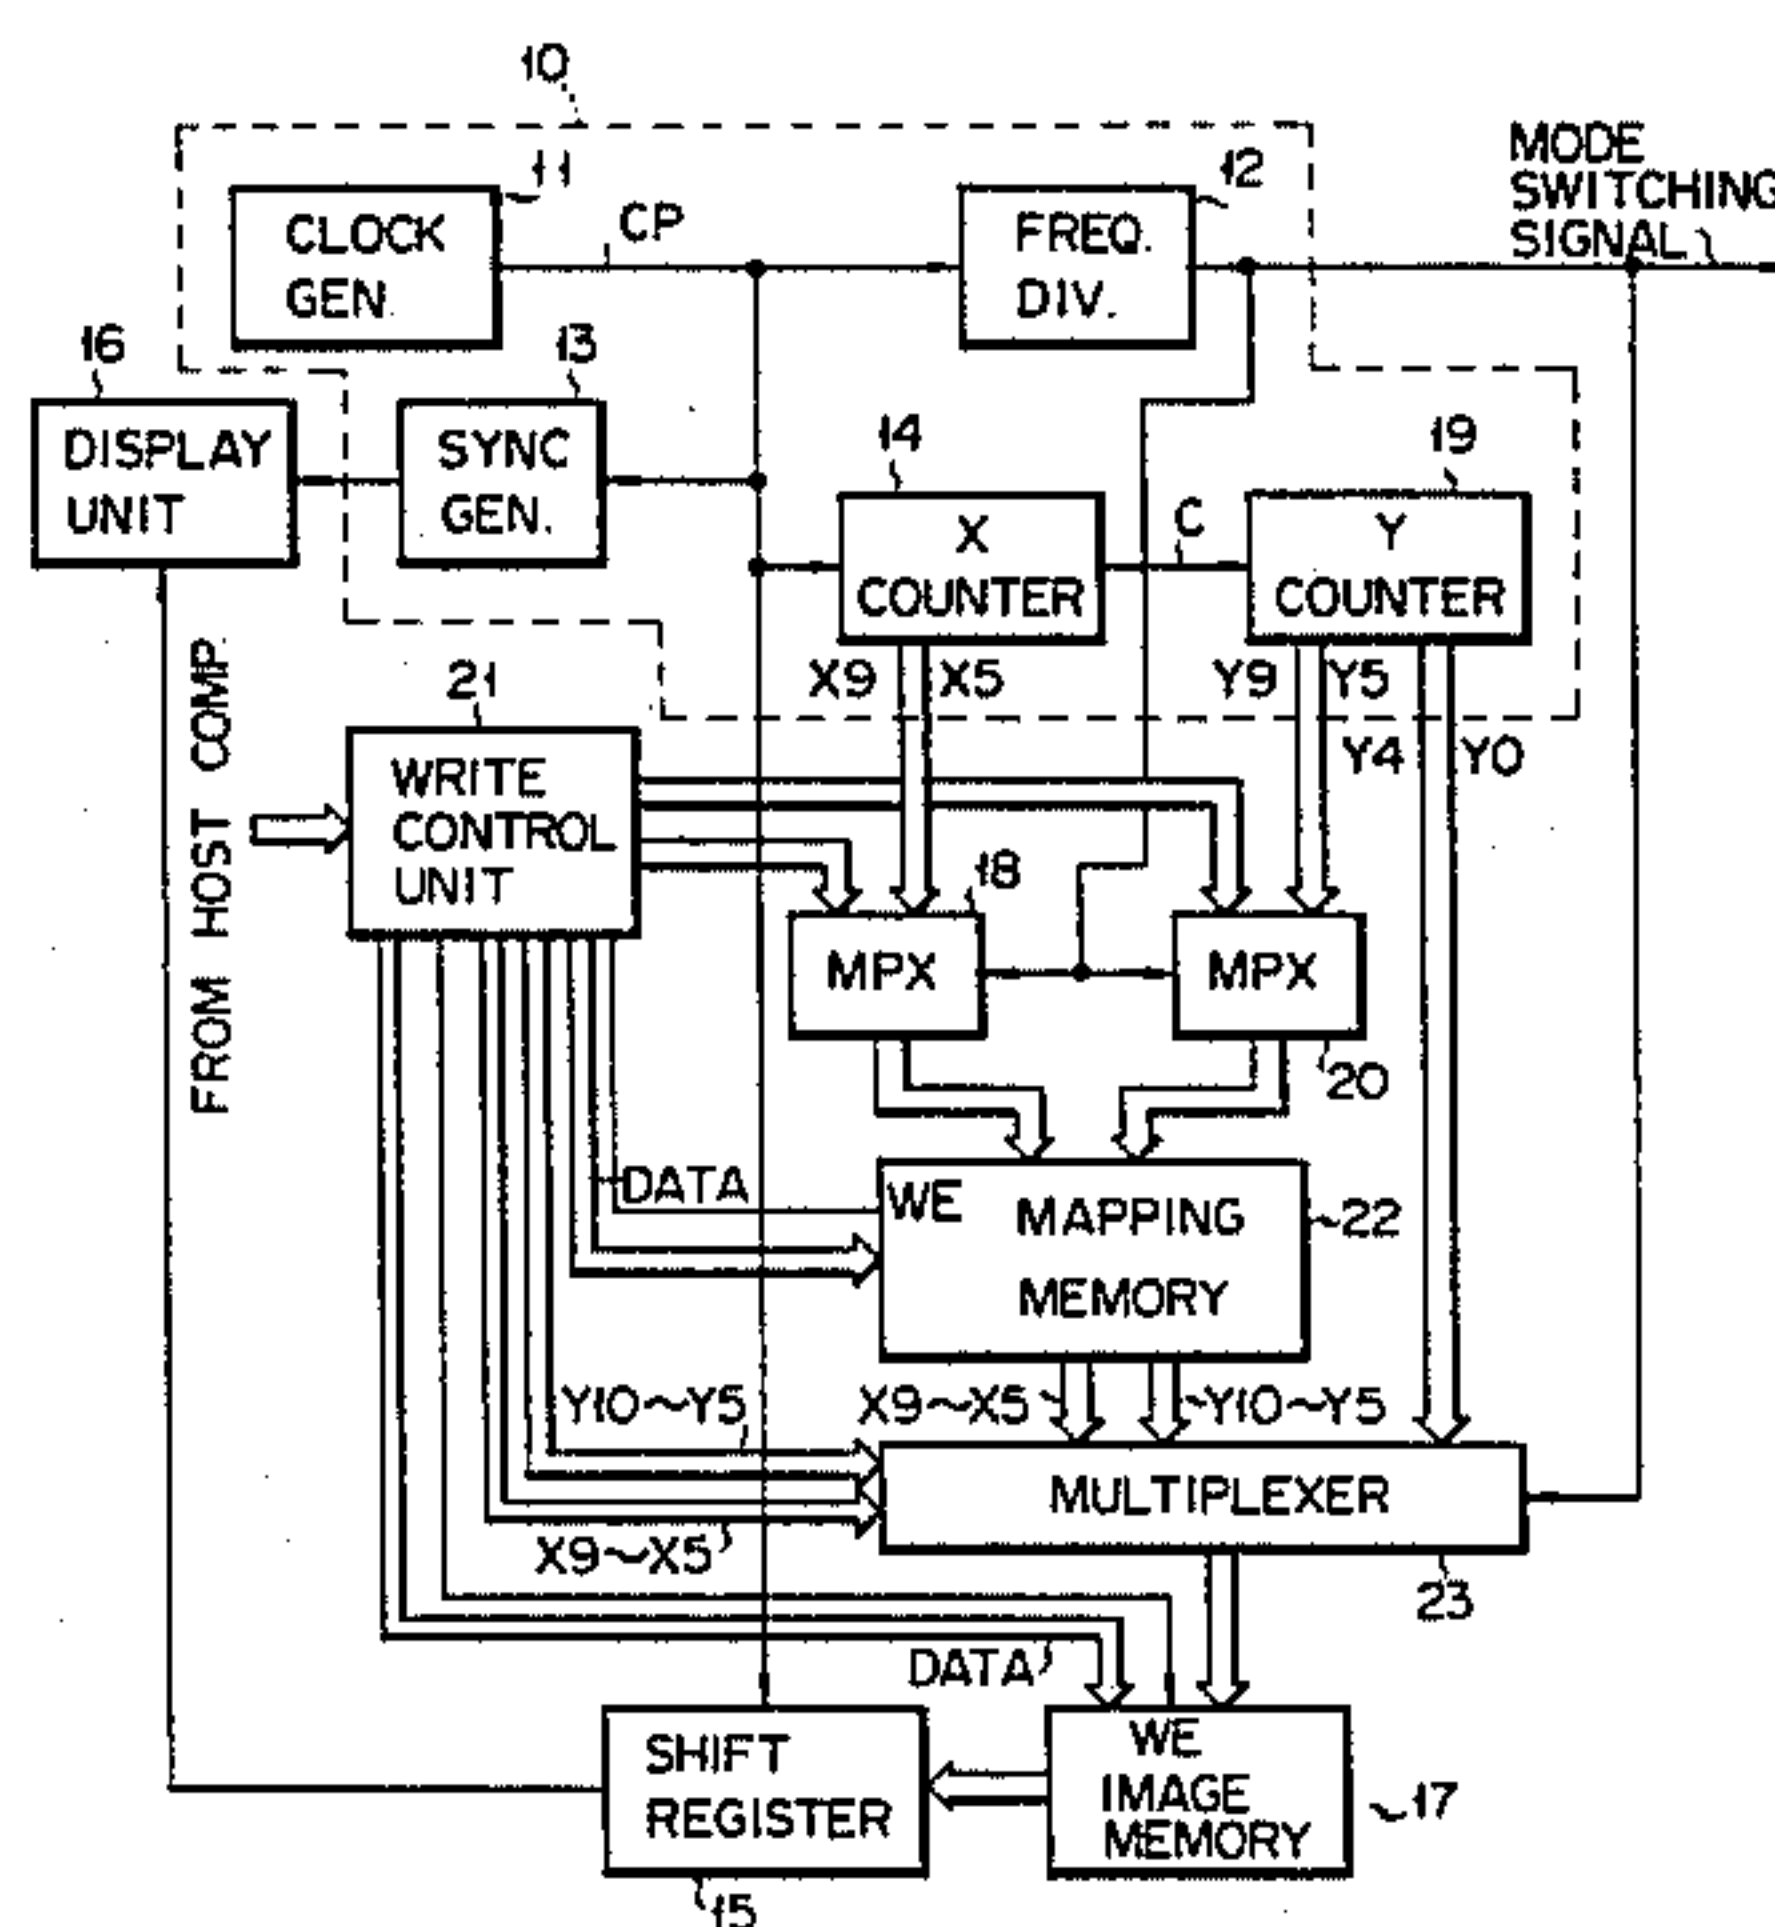 10
11
CLOCK
GEN.
CP
12
FREQ.
DIV.
MODE
SWITCHING
SIGNAL
16
DISPLAY
UNIT
13
SYNC
GEN.
14
X
COUNTER
C
19
Y
COUNTER
X9
X5
Y9
Y5
Y4
Y0
FROM HOST COMP.
21
WRITE
CONTROL
UNIT
18
MPX
MPX
20
DATA
WE
MAPPING
MEMORY
22
Y10~Y5
X9~X5
Y10~Y5
MULTIPLEXER
X9~X5
23
DATA
SHIFT
REGISTER
15
WE
IMAGE
MEMORY
17